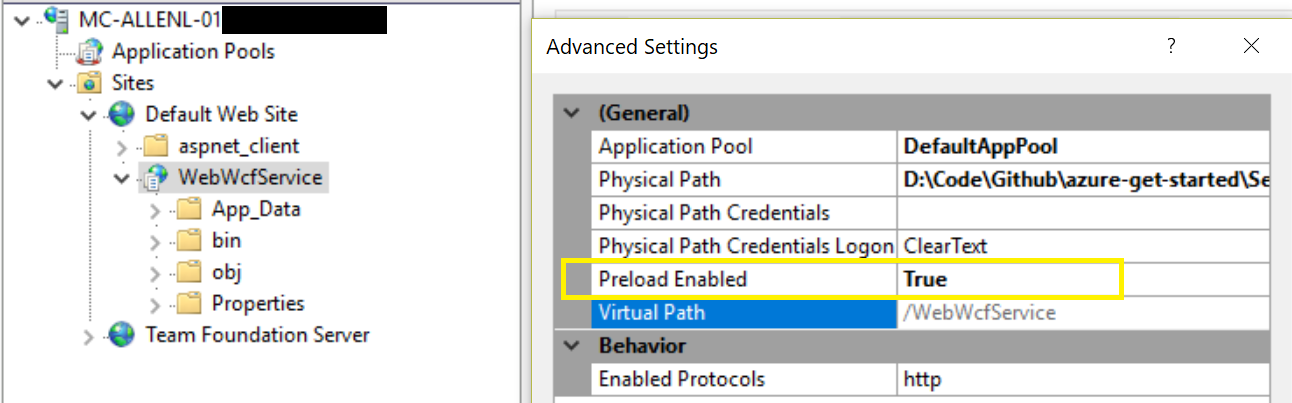 MC-ALLENL-01
Application Pools
Sites
Default Web Site
aspnet_client
WebWcfService
App_Data
bin
obj
Properties
Team Foundation Server
Advanced Settings ?
(General)
Application Pool DefaultAppPool
Physical Path D:\Code\Github\azure-get-started\Se
Physical Path Credentials
Physical Path Credentials Logon ClearText
Preload Enabled True
Virtual Path /WebWcfService
Behavior
Enabled Protocols http